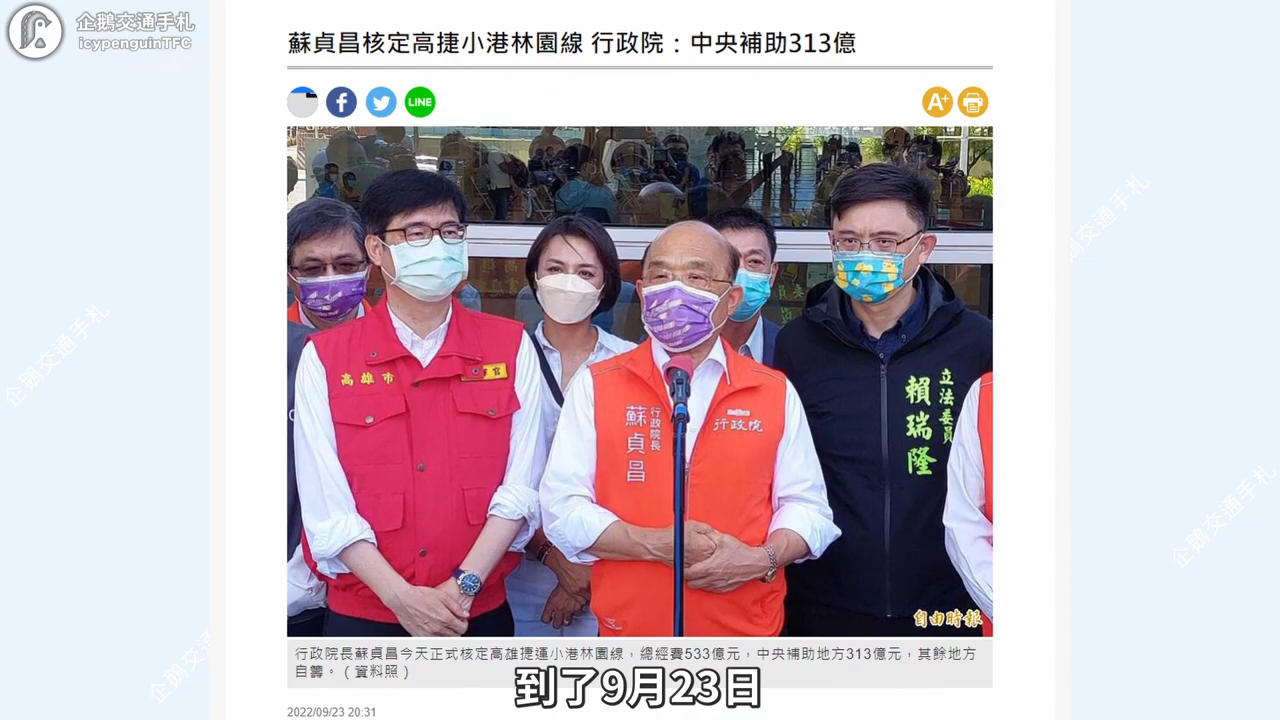 企鵝交通手札
icypenguinTFC
蘇貞昌核定高捷小港林園線 行政院：中央補助313億
LINE
A+
高雄市
官
行政院長
蘇貞昌
行政院
立法委員
賴瑞隆
自由時報
企鵝交通手札
企鵝交通手札
企鵝交通手札
行政院長蘇貞昌今天正式核定高雄捷運小港林園線，總經費533億元，中央補助地方313億元，其餘地方
自籌。（資料照）
到了9月23日
2022/09/23 20:31